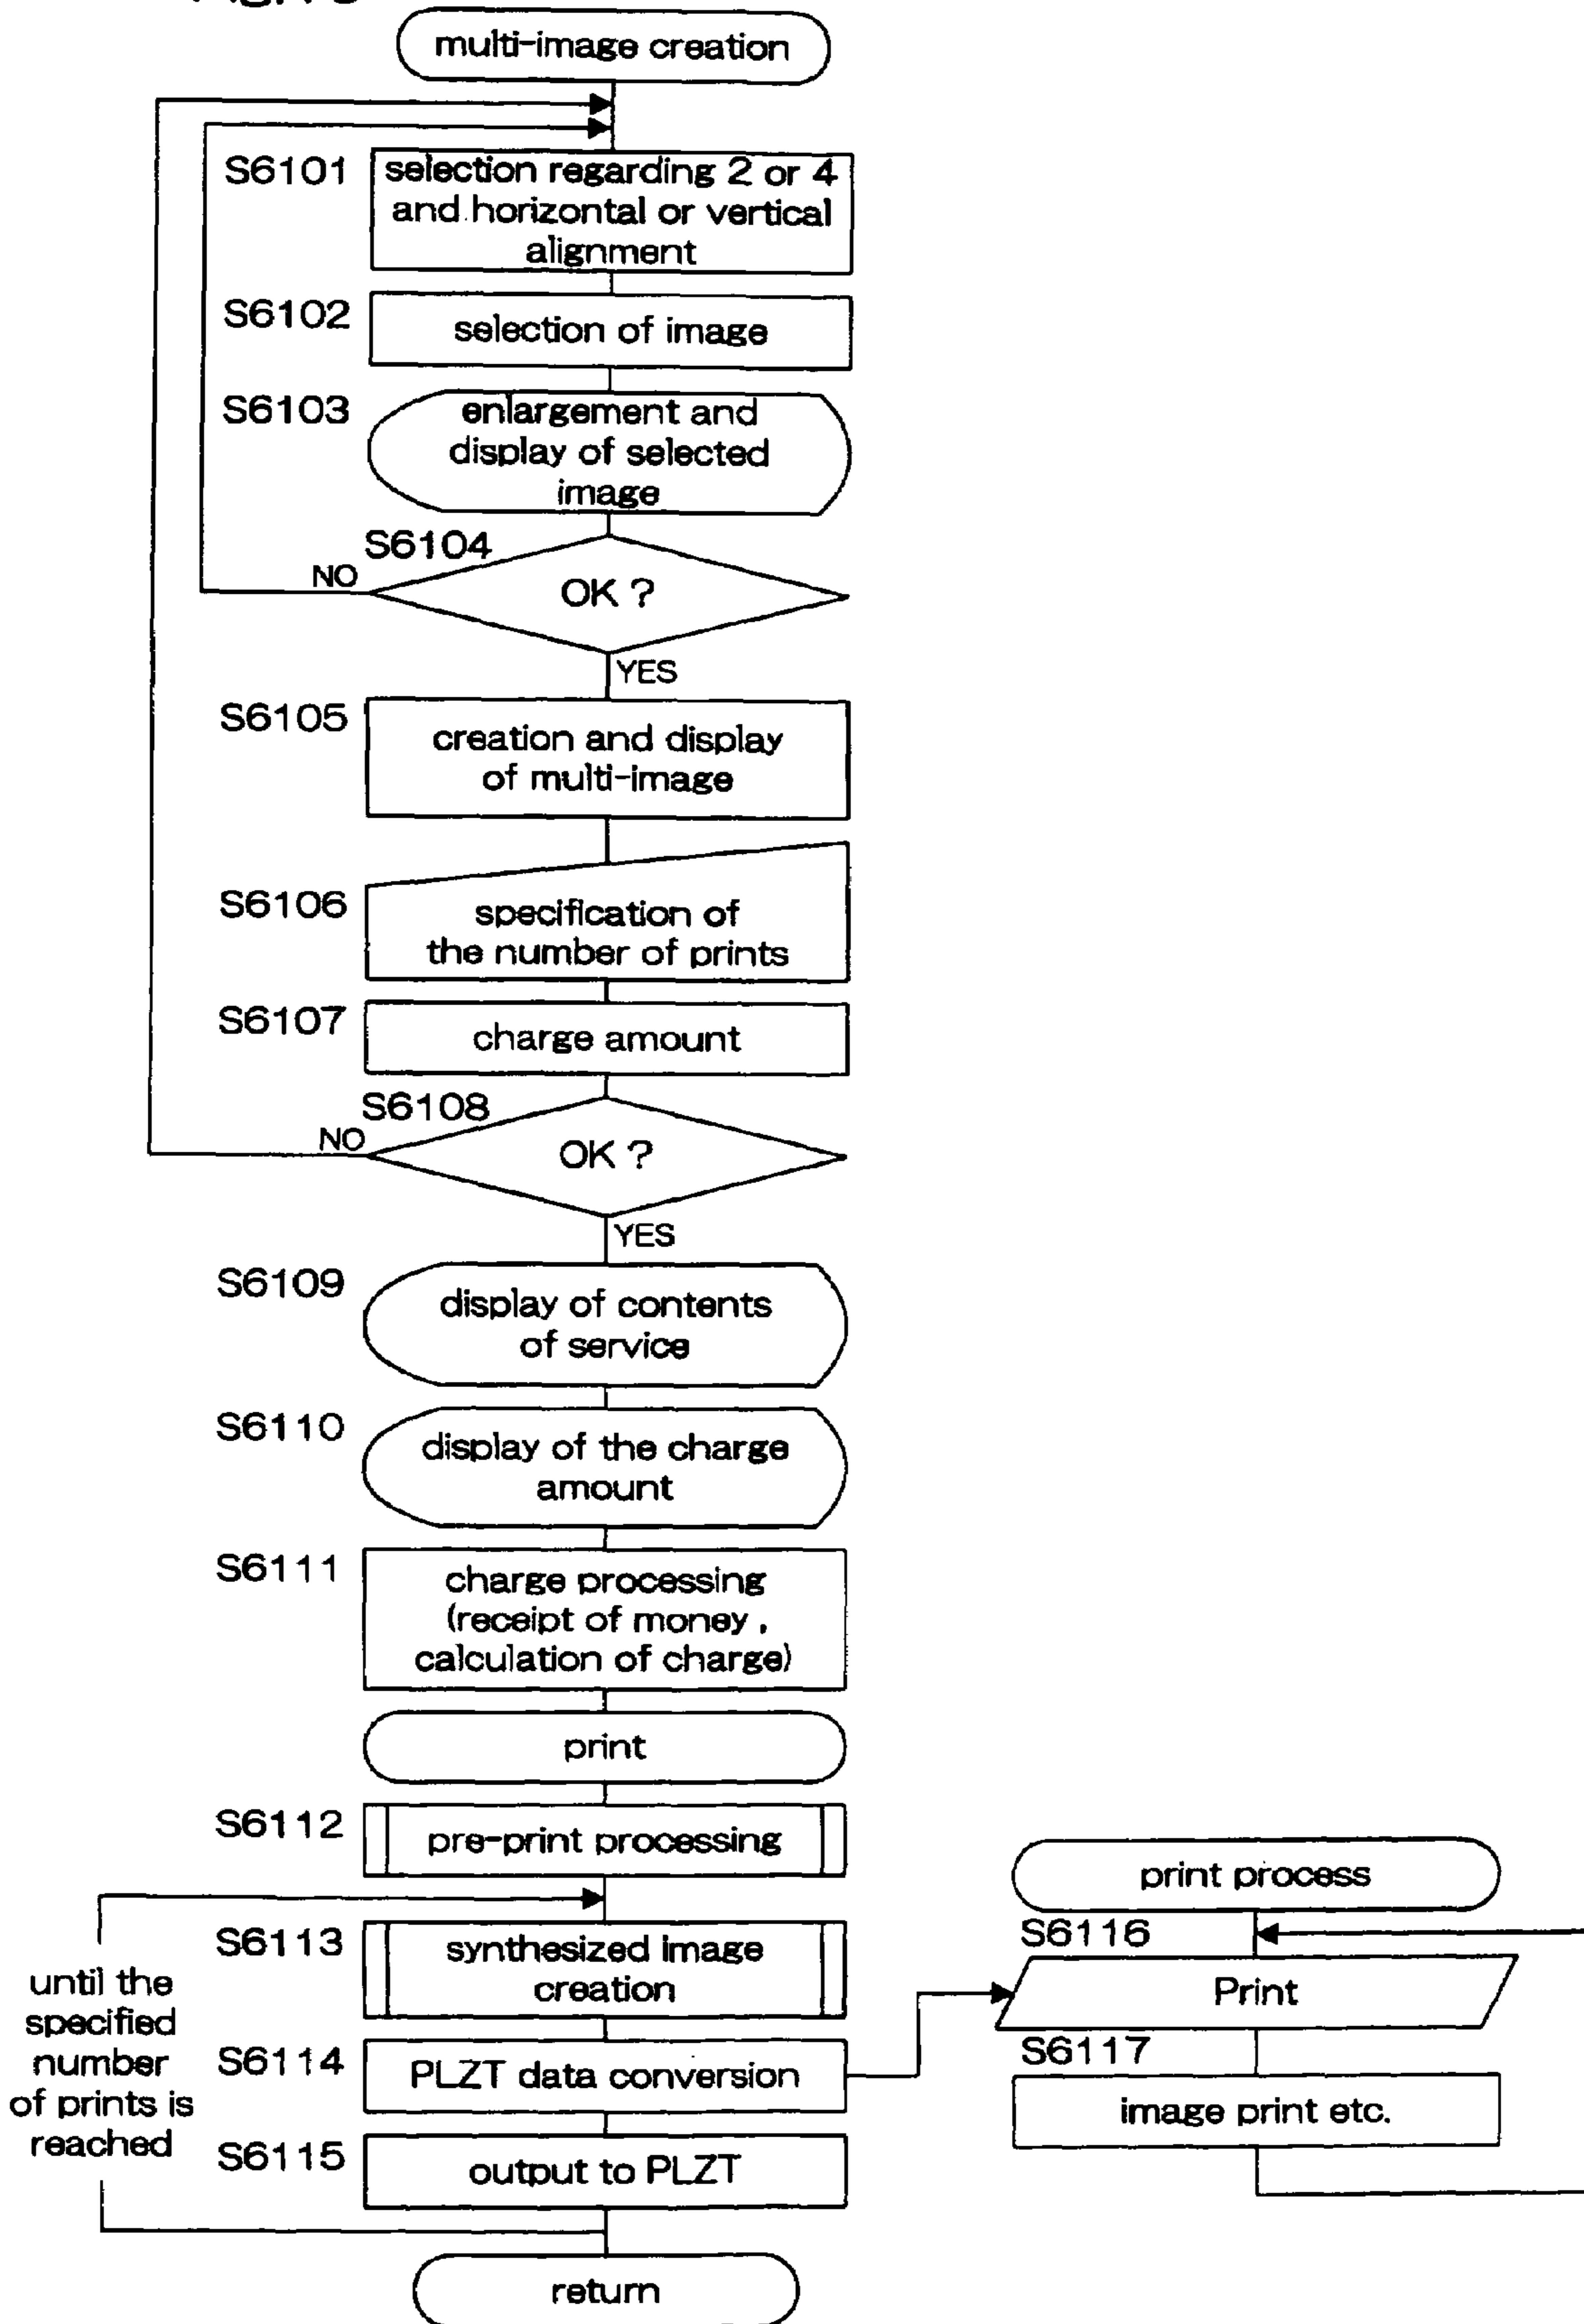 multi-image creation
S6101
selection regarding 2 or 4
and horizontal or vertical
alignment
S6102
selection of image
S6103
enlargement and
display of selected
image
S6104
NO
OK ?
YES
S6105
creation and display
of multi-image
S6106
specification of
the number of prints
S6107
charge amount
S6108
NO
OK ?
YES
S6109
display of contents
of service
S6110
display of the charge
amount
S6111
charge processing
(receipt of money ,
calculation of charge)
print
S6112
pre-print processing
S6113
synthesized image
creation
until the
specified
number
of prints is
reached
S6114
PLZT data conversion
S6115
output to PLZT
return
print process
S6116
Print
S6117
image print etc.